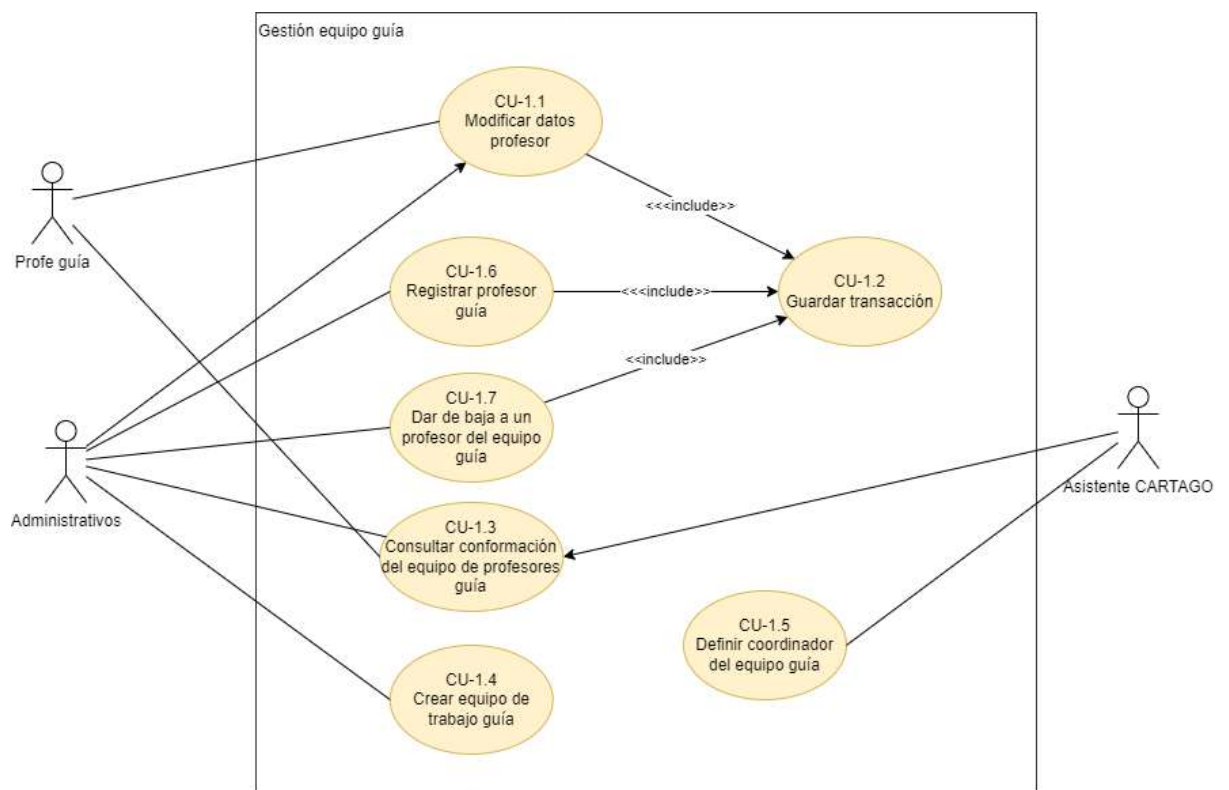 Gestión equipo guía
CU-1.1
Modificar datos
profesor
<<<include>>
Profe guía
CU-1.6
Registrar profesor
guía
<<<include>>
CU-1.2
Guardar transacción
<<include>>
CU-1.7
Dar de baja a un
profesor del equipo
guía
Administrativos
Asistente CARTAGO
CU-1.3
Consultar conformación
del equipo de profesores
guía
CU-1.5
Definir coordinador
del equipo guía
CU-1.4
Crear equipo de
trabajo guía